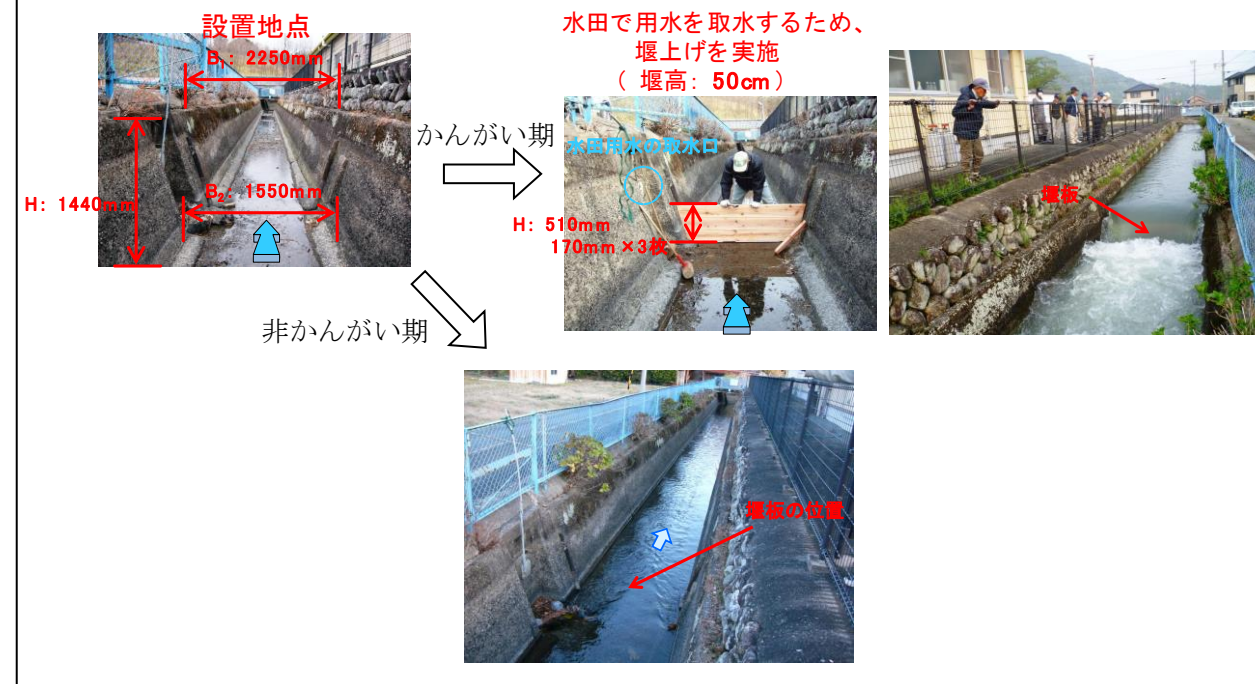 設置地点
B₁: 2250mm
H: 1440mm
B₂: 1550mm
かんがい期
非かんがい期
水田で用水を取水するため、
堰上げを実施
( 堰高: 50cm )
水田用水の取水口
H: 510mm
170mm×3枚
堰板
堰板の位置